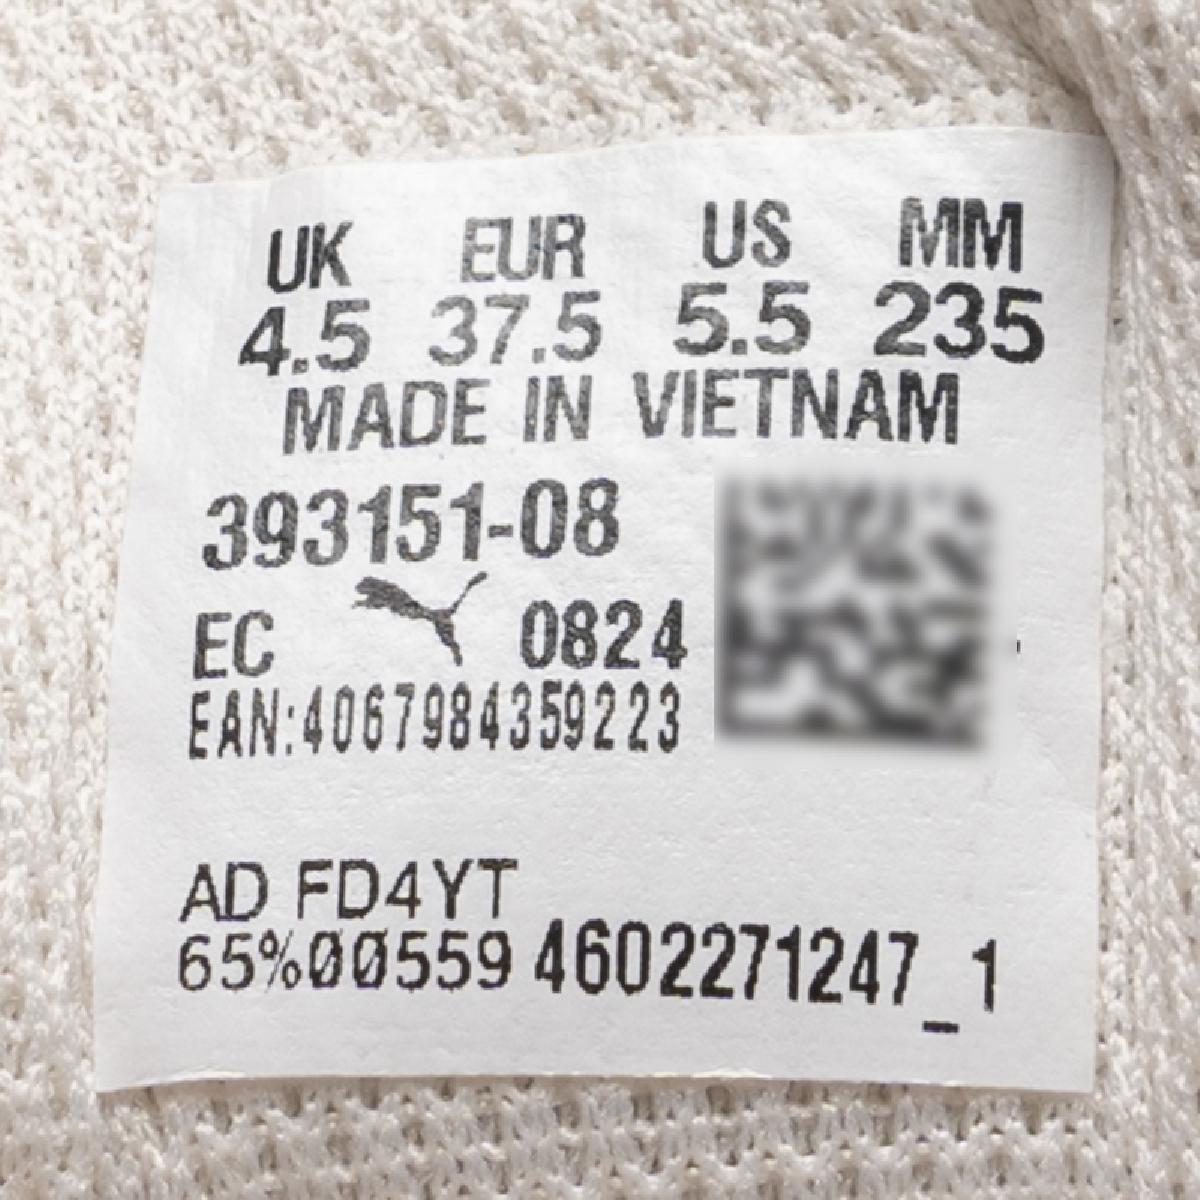 UK EUR US MM
4.5 37.5 5.5 235
MADE IN VIETNAM
393151-08
EC 0824
EAN:4067984359223
AD FD4YT
65%00559 4602271247_1